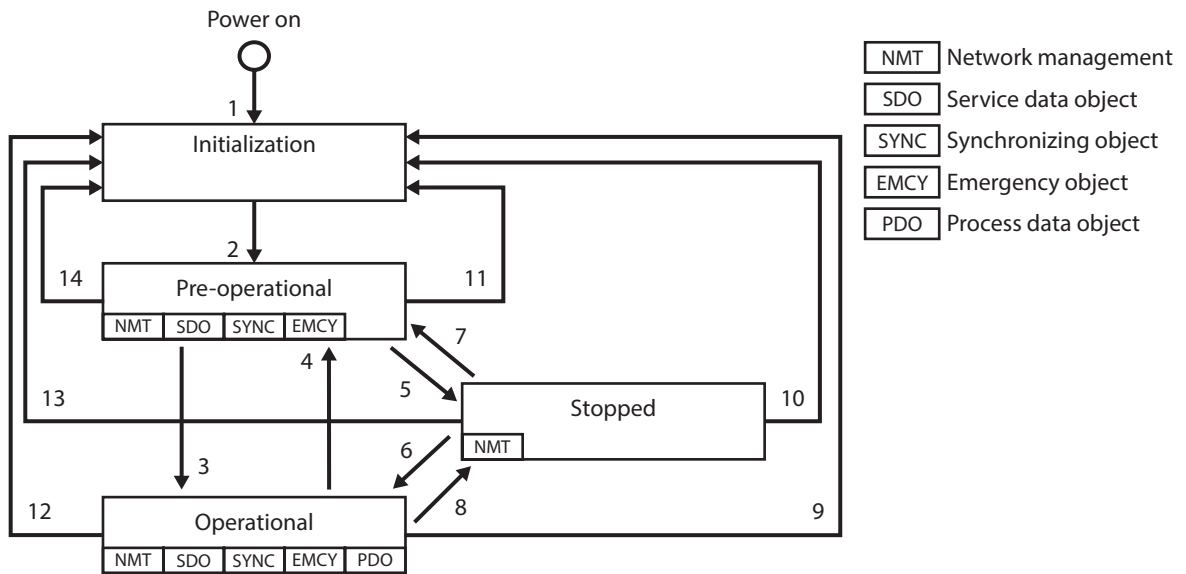 Power on
1
Initialization
2
14
11
Pre-operational
NMT SDO SYNC EMCY
4
7
5
13
10
Stopped
NMT
3
6
8
12
9
Operational
NMT SDO SYNC EMCY PDO
NMT Network management
SDO Service data object
SYNC Synchronizing object
EMCY Emergency object
PDO Process data object